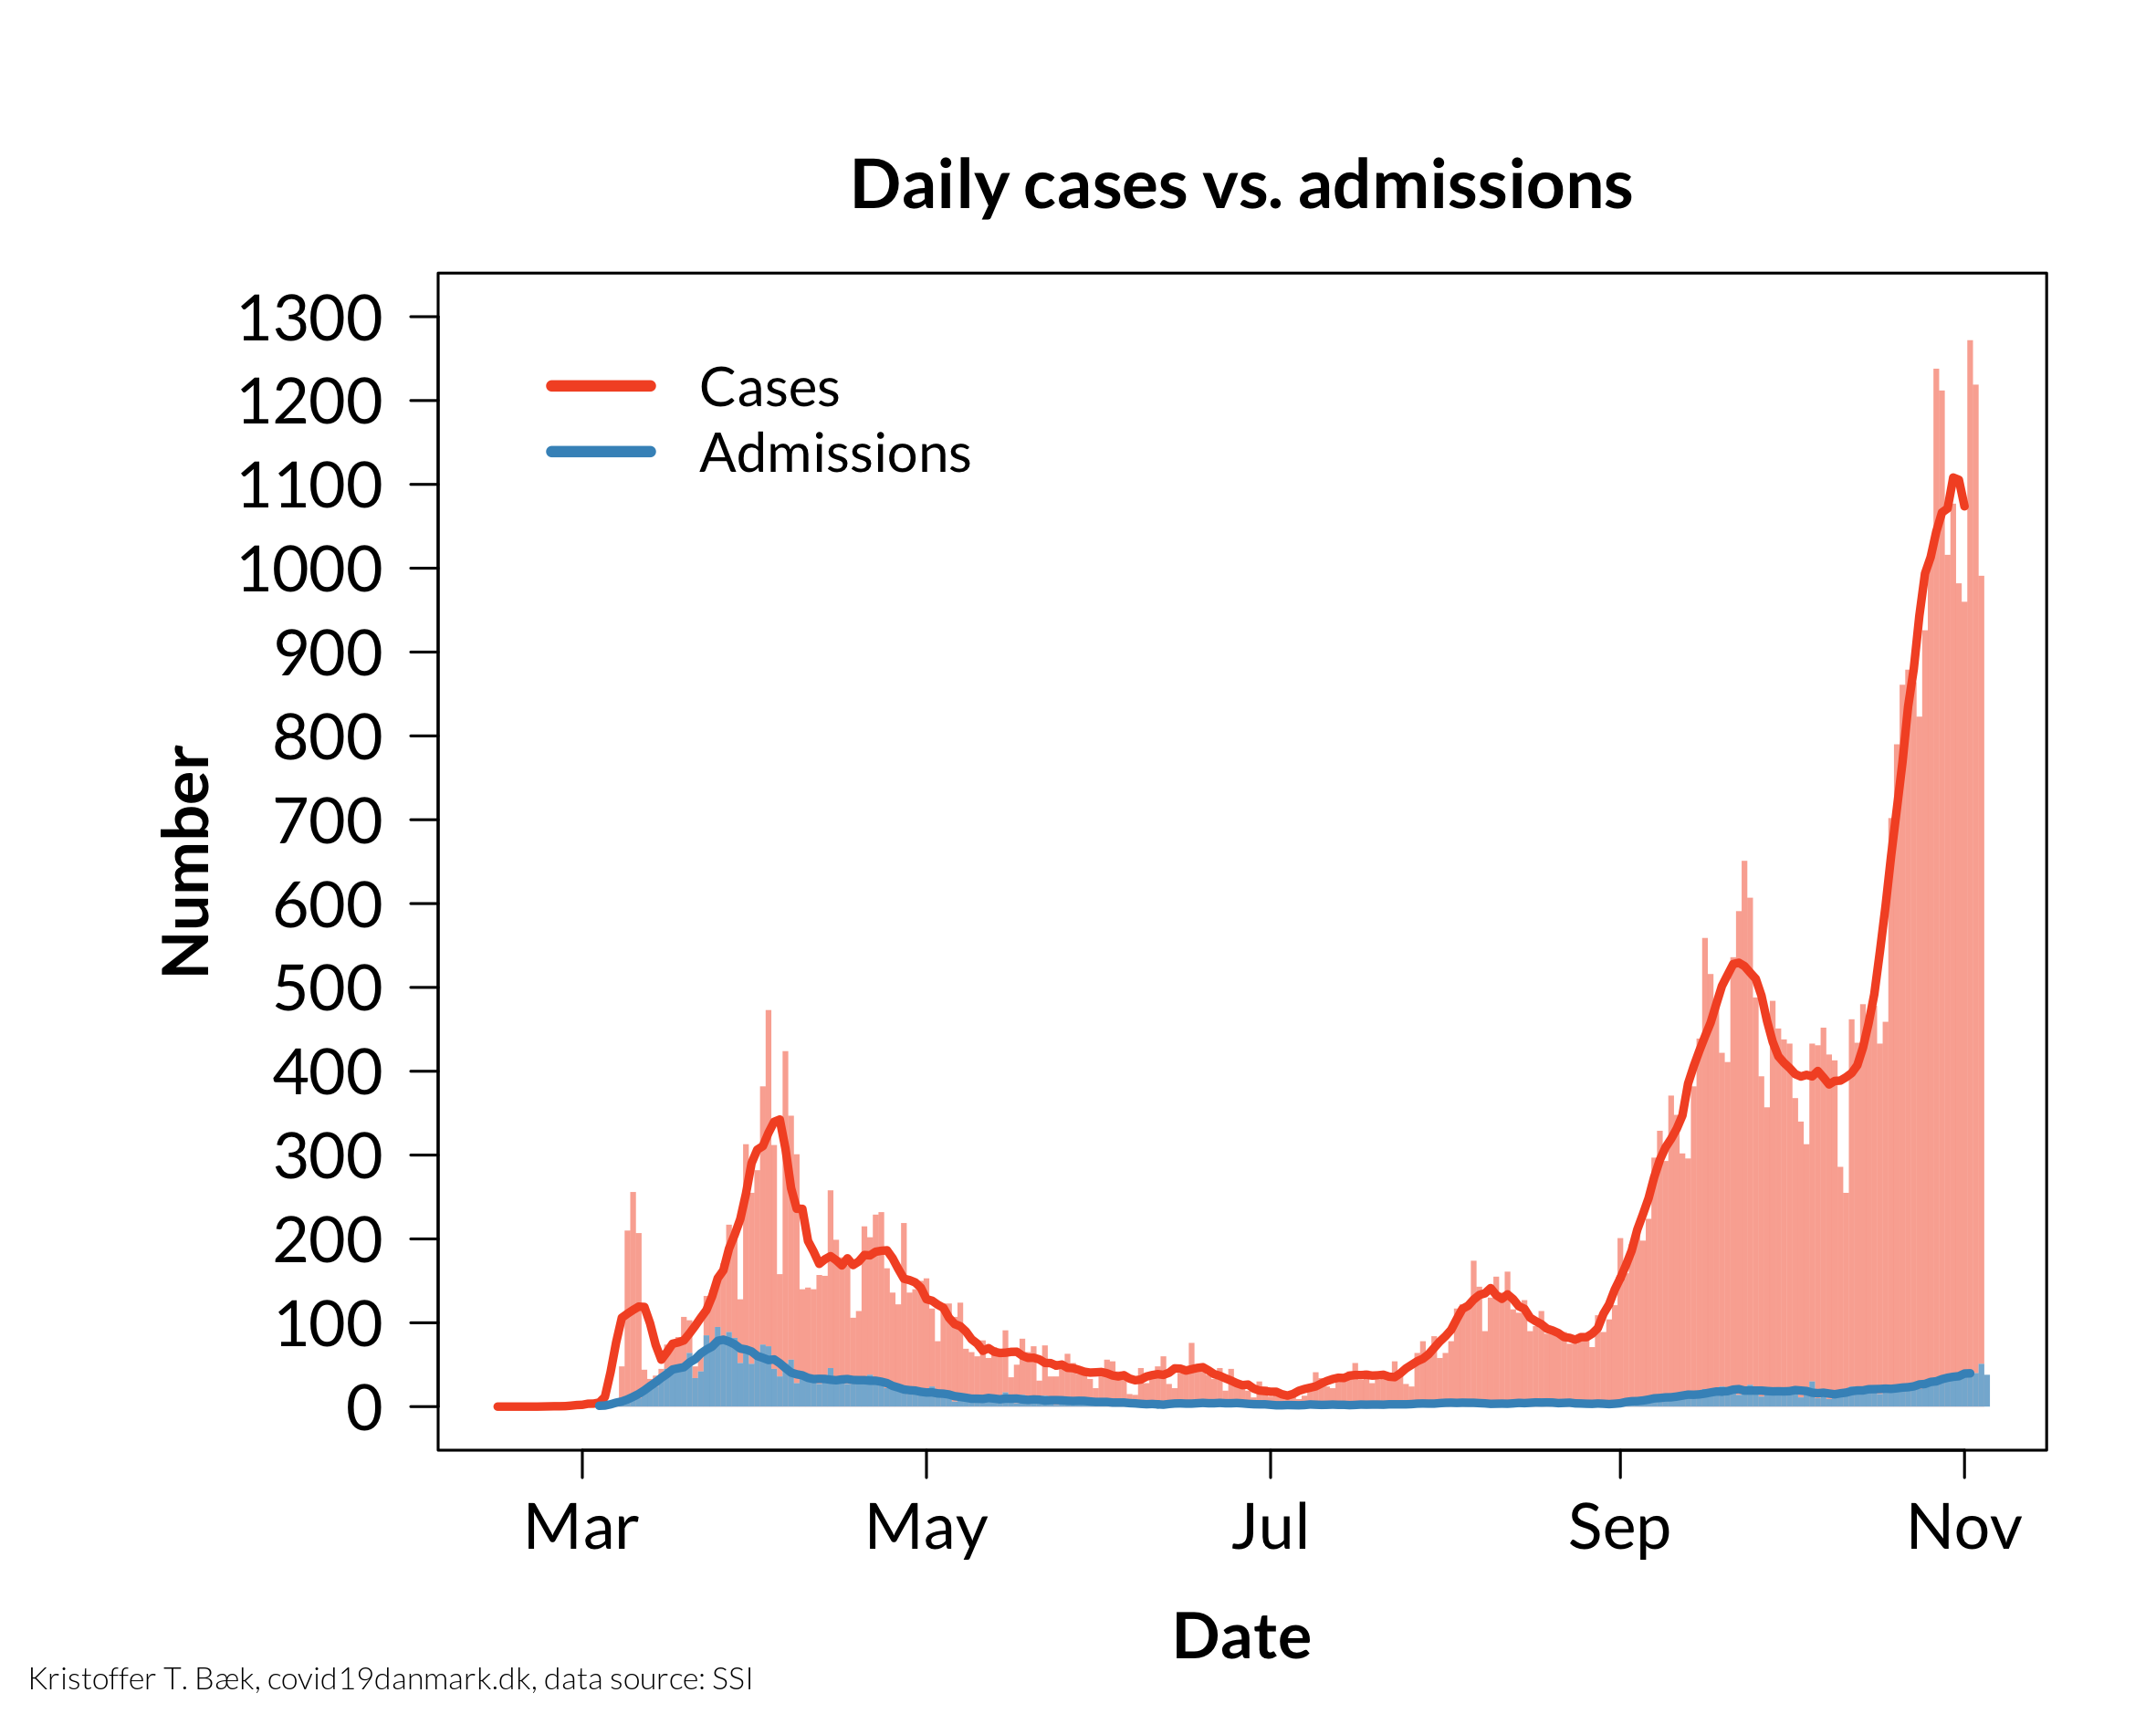 Daily cases vs. admissions
Cases
Admissions
1300
1200
1100
1000
900
800
700
600
500
400
300
200
100
0
Number
Mar May Jul Sep Nov
Date
Kristoffer T. Bæk, covid19danmark.dk, data source: SSI